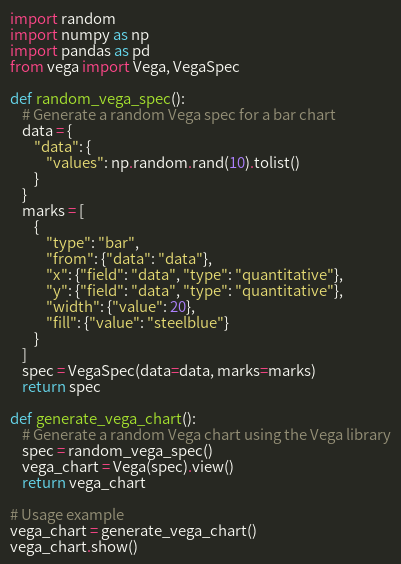 import random
import numpy as np
import pandas as pd
from vega import Vega, VegaSpec

def random_vega_spec():
    # Generate a random Vega spec for a bar chart
    data = {
        "data": {
            "values": np.random.rand(10).tolist()
        }
    }
    marks = [
        {
            "type": "bar",
            "from": {"data": "data"},
            "x": {"field": "data", "type": "quantitative"},
            "y": {"field": "data", "type": "quantitative"},
            "width": {"value": 20},
            "fill": {"value": "steelblue"}
        }
    ]
    spec = VegaSpec(data=data, marks=marks)
    return spec

def generate_vega_chart():
    # Generate a random Vega chart using the Vega library
    spec = random_vega_spec()
    vega_chart = Vega(spec).view()
    return vega_chart

# Usage example
vega_chart = generate_vega_chart()
vega_chart.show()